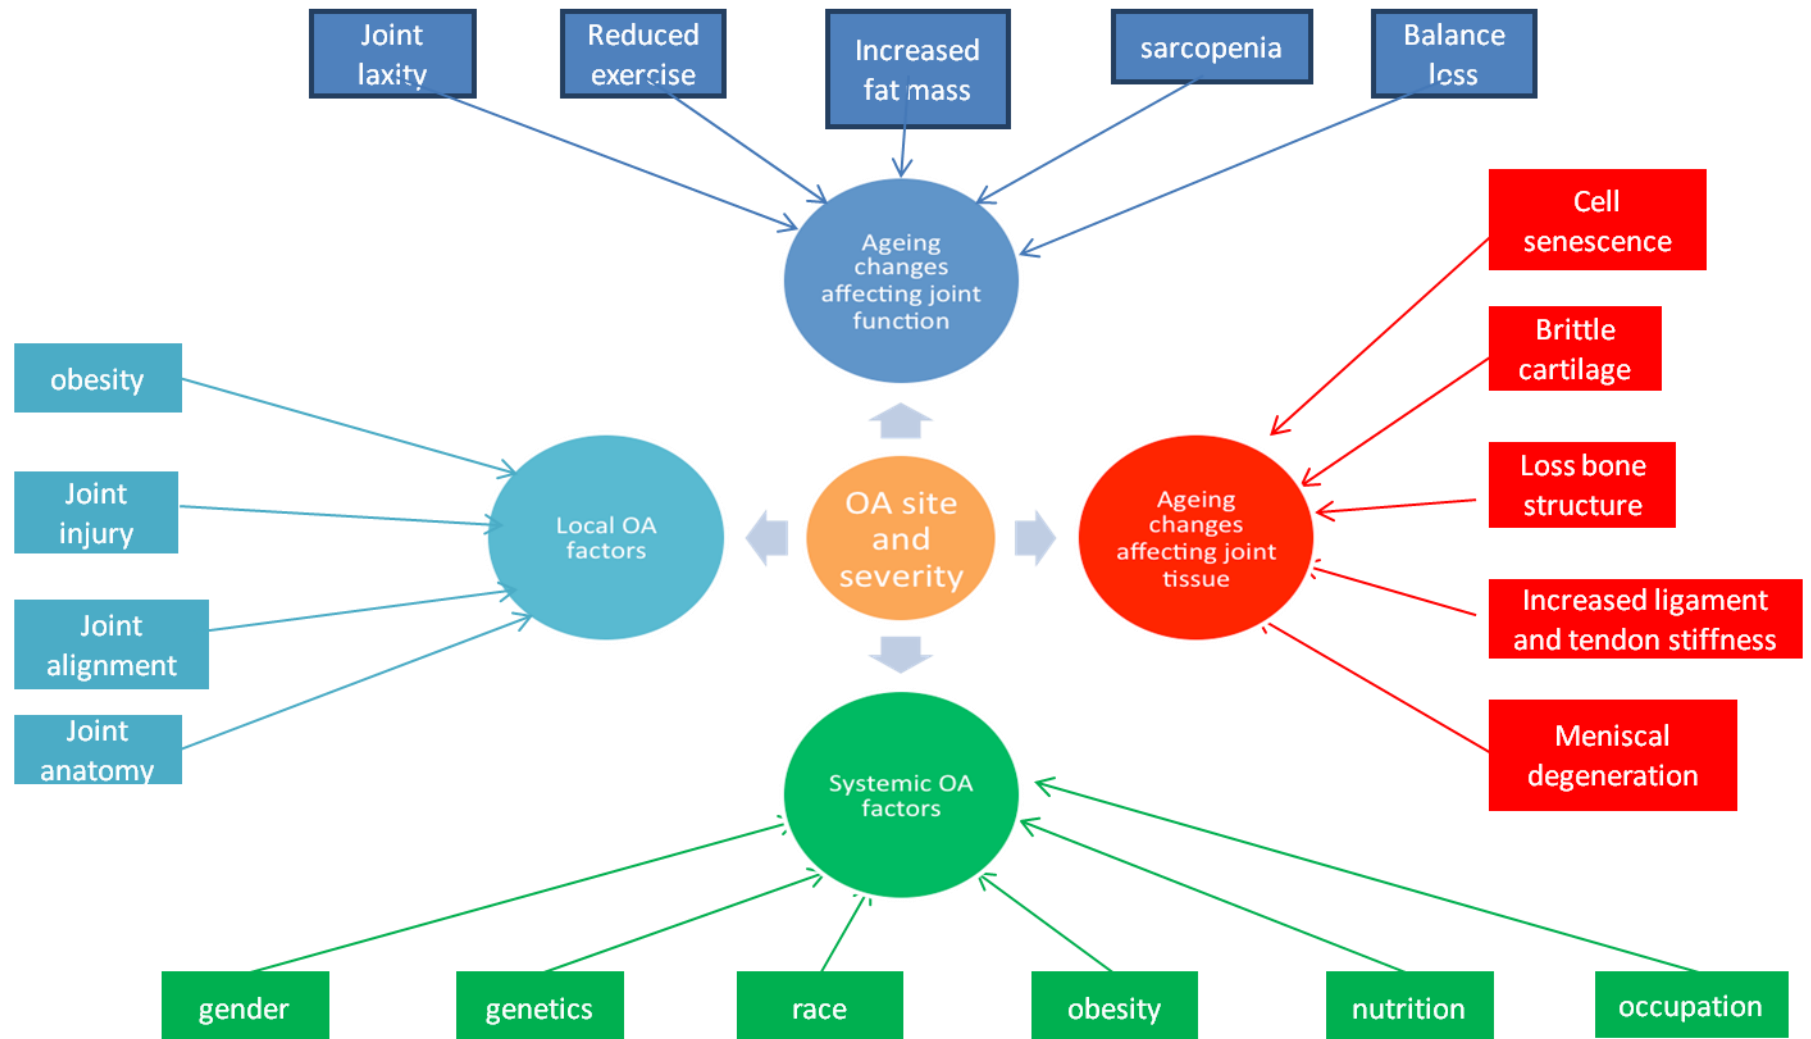 Joint
laxity
Reduced
exercise
Increased
fat mass
sarcopenia
Balance
loss
Ageing
changes
affecting joint
function
Cell
senescence
Brittle
cartilage
Loss bone
structure
Increased ligament
and tendon stiffness
Meniscal
degeneration
obesity
Joint
injury
Joint
alignment
Joint
anatomy
Local OA
factors
OA site
and
severity
Ageing
changes
affecting joint
tissue
Systemic OA
factors
gender
genetics
race
obesity
nutrition
occupation